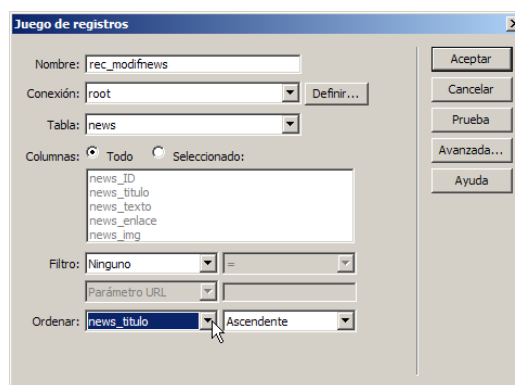 Juego de registros
Nombre: rec_modifnews
Aceptar
Conexión: root
Definir...
Cancelar
Tabla: news
Prueba
Columnas: Todo Seleccionado:
Avanzada...
news_ID
news_titulo
news_texto
news_enlace
news_img
Ayuda
Filtro: Ninguno =
Parámetro URL
Ordenar: news_titulo Ascendente